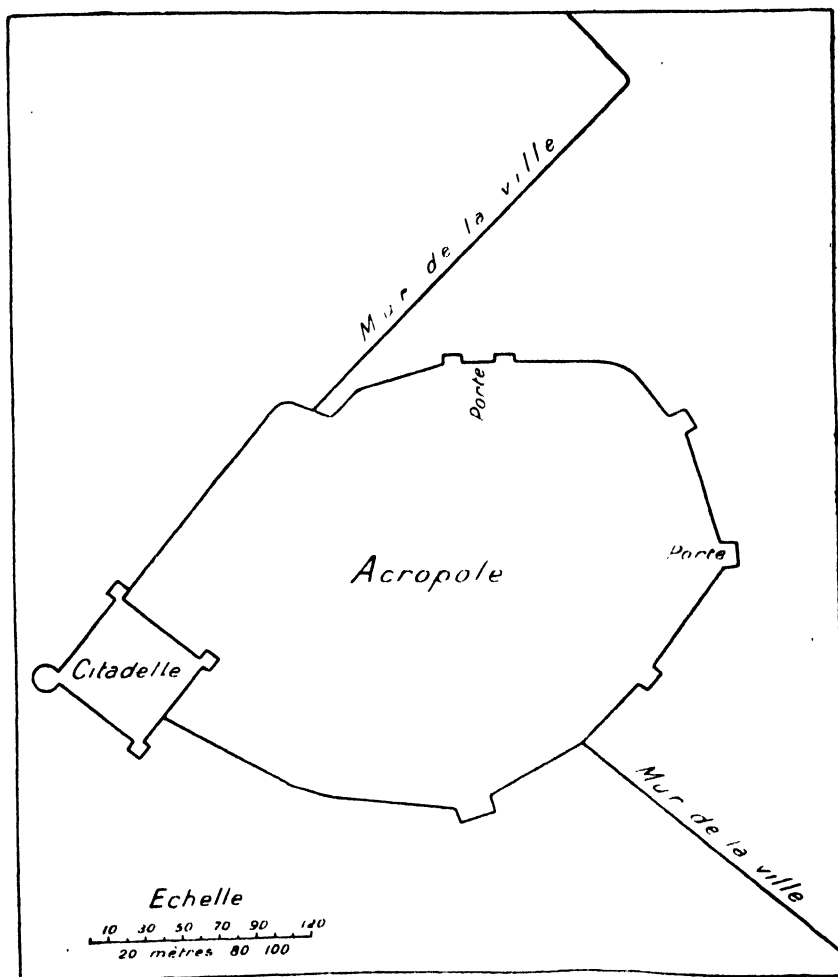 Mur de la ville
Porte
Acropole
Porte
Citadelle
Mur de la ville
Echelle
10 30 50 70 90 120
20 mètres 80 100